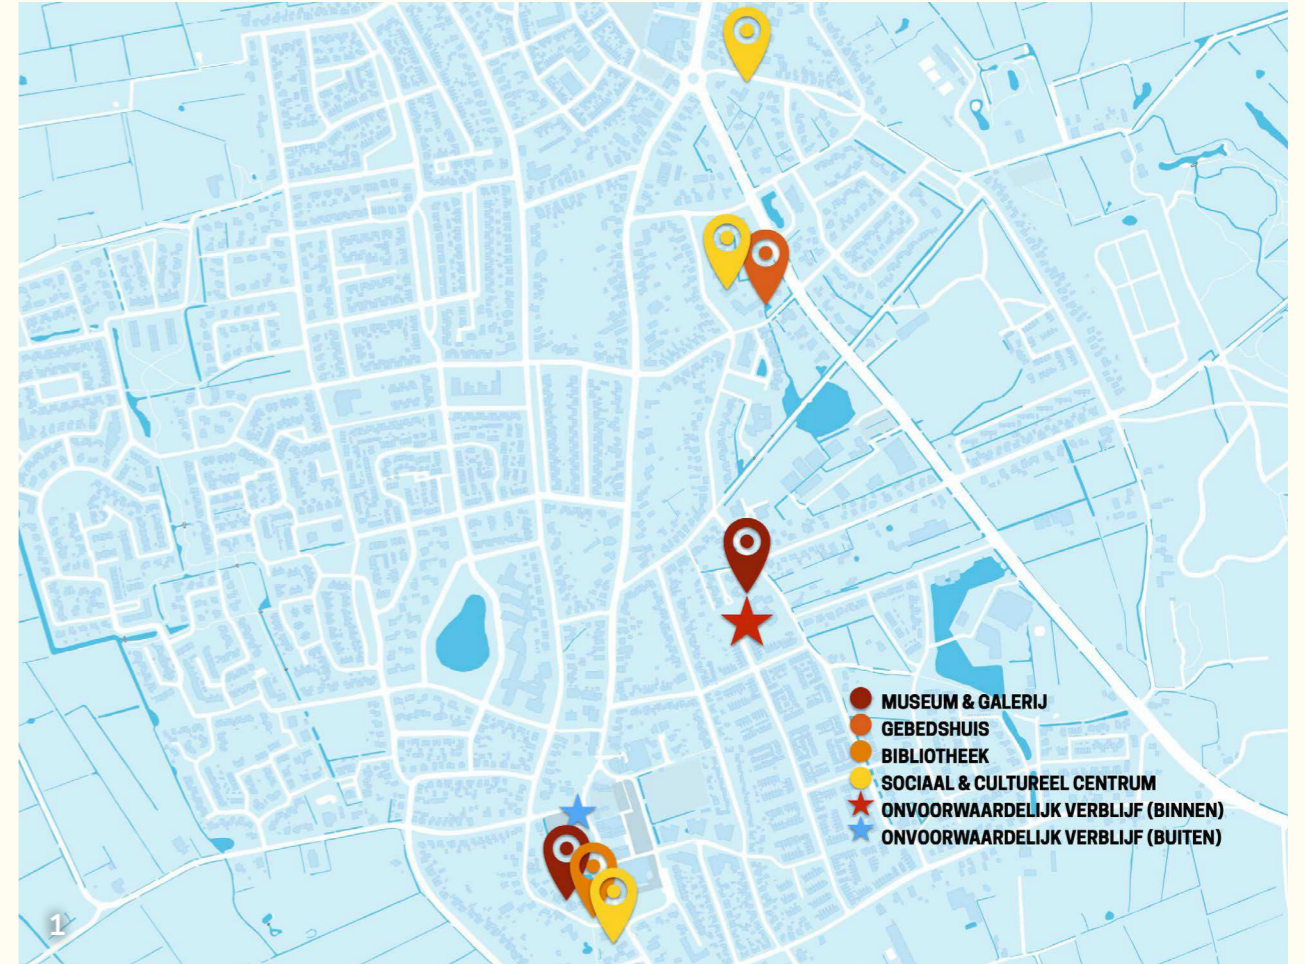 MUSEUM & GALERIJ
GEBEDSHUIS
BIBLIOTHEEK
SOCIAAL & CULTUREEL CENTRUM
ONVOORWAARDELIJK VERBLIJF (BINNEN)
ONVOORWAARDELIJK VERBLIJF (BUITEN)
1